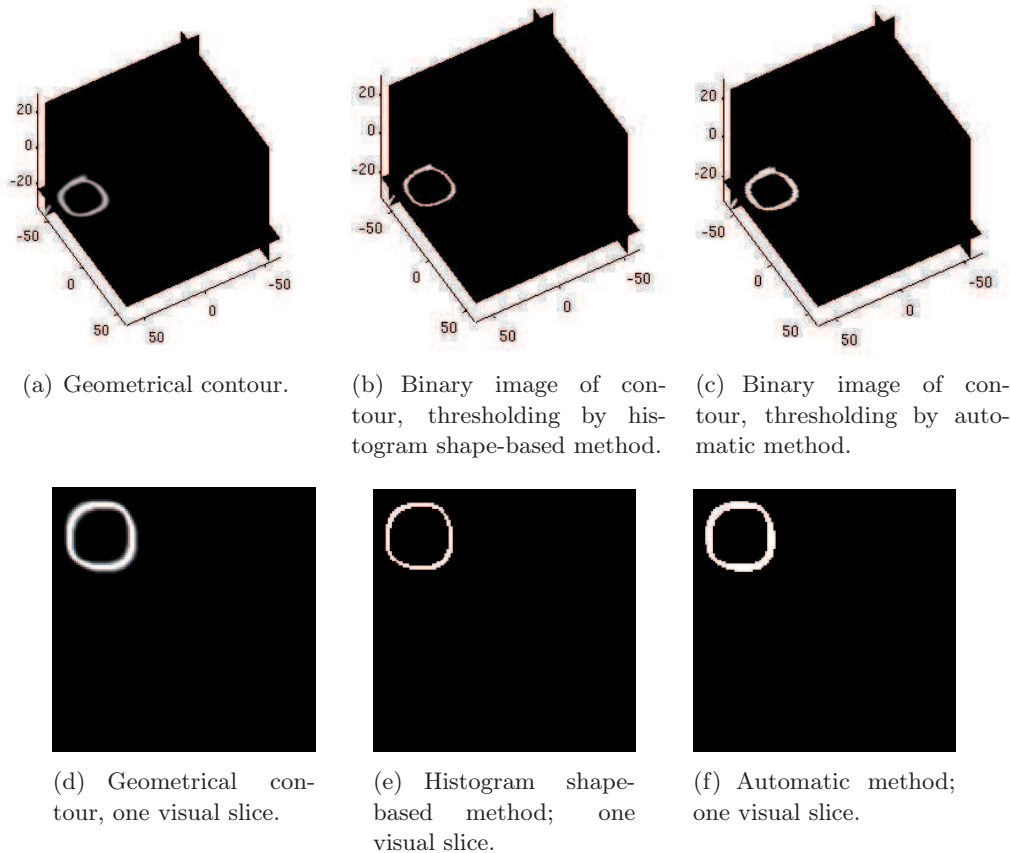 20
0
-20
-50
0
50
50
0
-50
20
0
-20
-50
0
50
50
0
-50
20
0
-20
-50
0
50
50
0
-50
(a) Geometrical contour.
(b) Binary image of con-
tour, thresholding by his-
togram shape-based method.
(c) Binary image of con-
tour, thresholding by auto-
matic method.
(d) Geometrical con-
tour, one visual slice.
(e) Histogram shape-
based method; one
visual slice.
(f) Automatic method;
one visual slice.